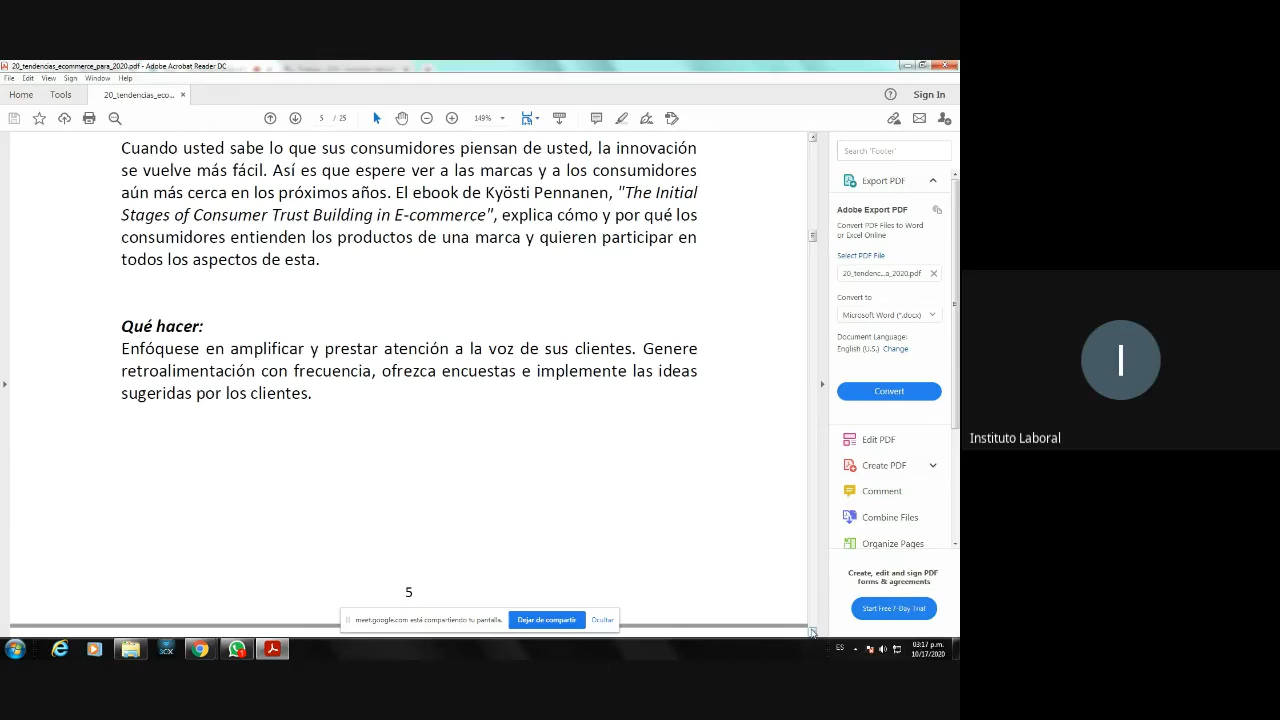 20_tendencias_ecommerce_para_2020.pdf - Adobe Acrobat Reader DC
File Edit View Sign Window Help
Home Tools 20_tendencias_eco... × Sign In
5 / 25 149%
Cuando usted sabe lo que sus consumidores piensan de usted, la innovación
se vuelve más fácil. Así es que espere ver a las marcas y a los consumidores
aún más cerca en los próximos años. El ebook de Kyösti Pennanen, "The Initial
Stages of Consumer Trust Building in E-commerce", explica cómo y por qué los
consumidores entienden los productos de una marca y quieren participar en
todos los aspectos de esta.
Qué hacer:
Enfóquese en amplificar y prestar atención a la voz de sus clientes. Genere
retroalimentación con frecuencia, ofrezca encuestas e implemente las ideas
sugeridas por los clientes.
5
Search 'Footer'
Export PDF
Adobe Export PDF
Convert PDF Files to Word
or Excel Online
Select PDF File
20_tendenc...a_2020.pdf ×
Convert to
Microsoft Word (*.docx)
Document Language:
English (U.S.) Change
Convert
Edit PDF
Create PDF
Comment
Combine Files
Organize Pages
Create, edit and sign PDF
forms & agreements
Start Free 7-Day Trial
meet.google.com está compartiendo tu pantalla. Dejar de compartir Ocultar
3CX
ES 03:17 p.m.
10/17/2020
I
Instituto Laboral